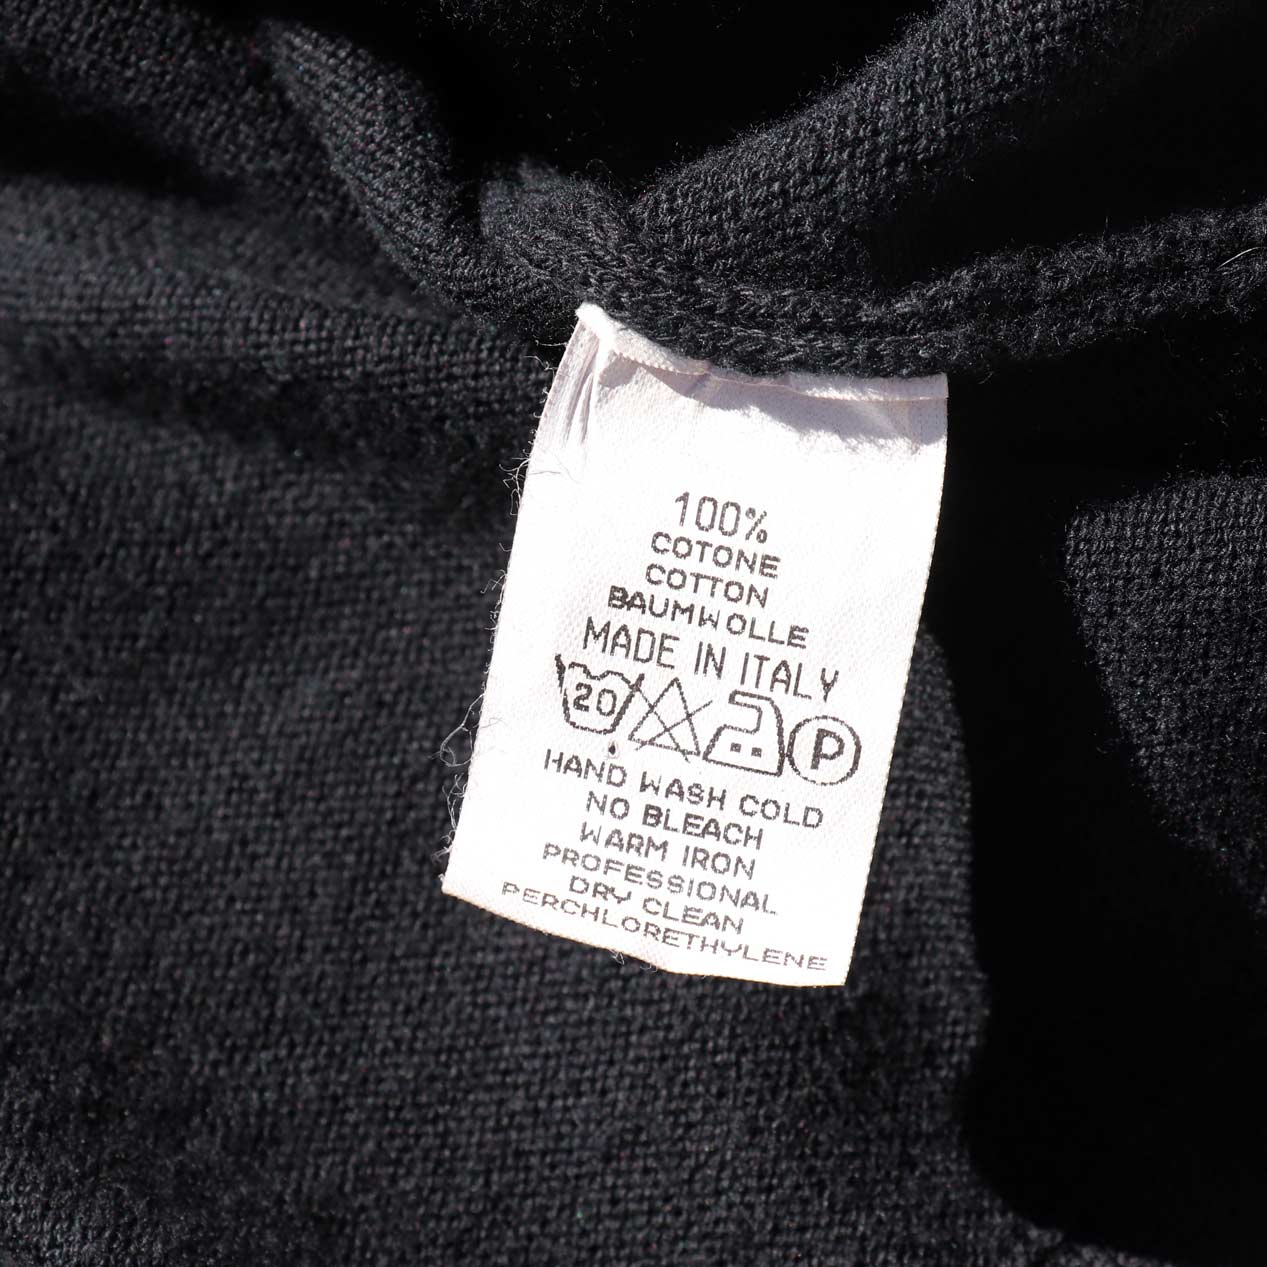 100%
COTONE
COTTON
BAUMWOLLE
MADE IN ITALY
20 P
HAND WASH COLD
NO BLEACH
WARM IRON
PROFESSIONAL
DRY CLEAN
PERCHLORETHYLENE